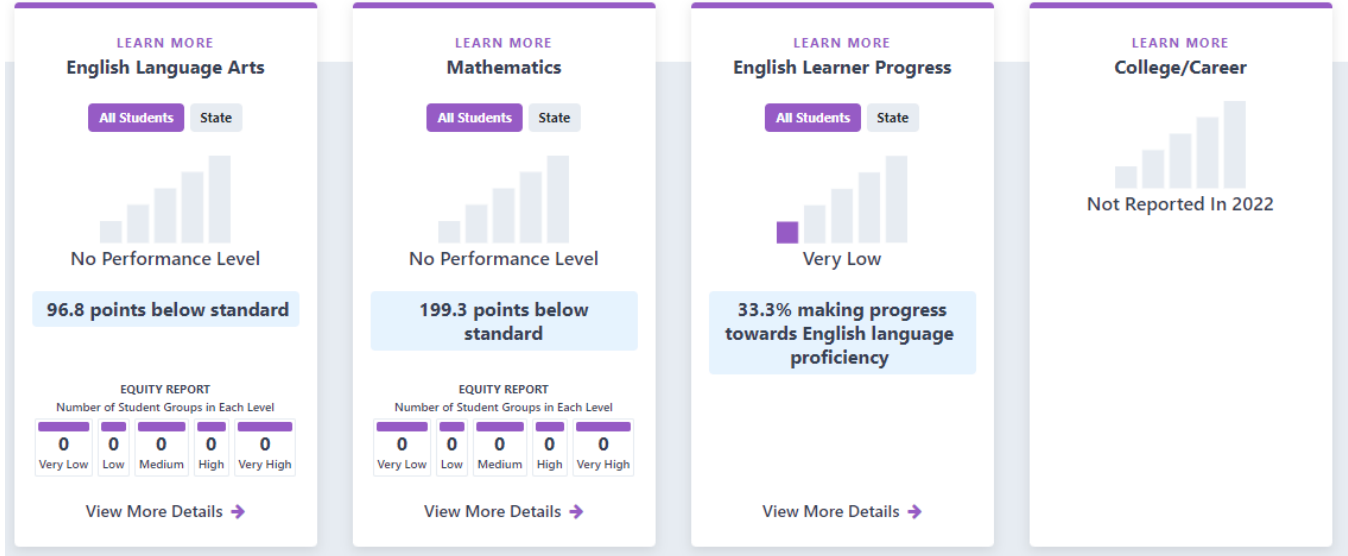 LEARN MORE
English Language Arts
All Students State
No Performance Level
96.8 points below standard
EQUITY REPORT
Number of Student Groups in Each Level
0 0 0 0 0
Very Low Low Medium High Very High
View More Details
LEARN MORE
Mathematics
All Students State
No Performance Level
199.3 points below
standard
EQUITY REPORT
Number of Student Groups in Each Level
0 0 0 0 0
Very Low Low Medium High Very High
View More Details
LEARN MORE
English Learner Progress
All Students State
Very Low
33.3% making progress
towards English language
proficiency
View More Details
LEARN MORE
College/Career
Not Reported In 2022